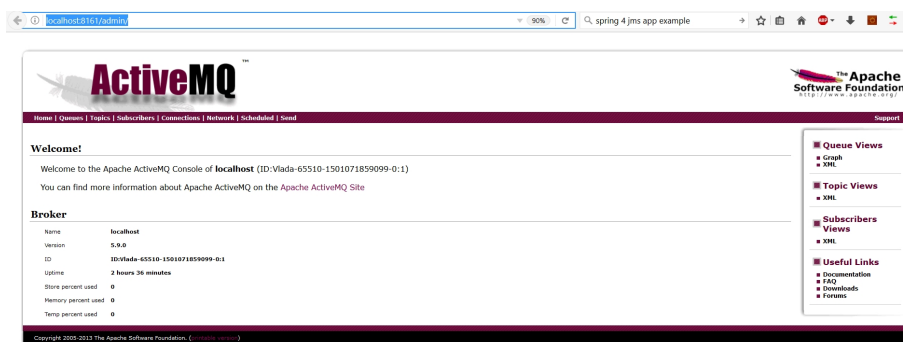 localhost:8161/admin/
90%
spring 4 jms app example
ABP
ActiveMQ™
The Apache
Software Foundation
http://www.apache.org/
Home | Queues | Topics | Subscribers | Connections | Network | Scheduled | Send
Support
Welcome!
Welcome to the Apache ActiveMQ Console of localhost (ID:Vlada-65510-1501071859099-0:1)
You can find more information about Apache ActiveMQ on the Apache ActiveMQ Site
Broker
Name localhost
Version 5.9.0
ID ID:Vlada-65510-1501071859099-0:1
Uptime 2 hours 36 minutes
Store percent used 0
Memory percent used 0
Temp percent used 0
Queue Views
Graph
XML
Topic Views
XML
Subscribers
Views
XML
Useful Links
Documentation
FAQ
Downloads
Forums
Copyright 2005-2013 The Apache Software Foundation. (printable version)